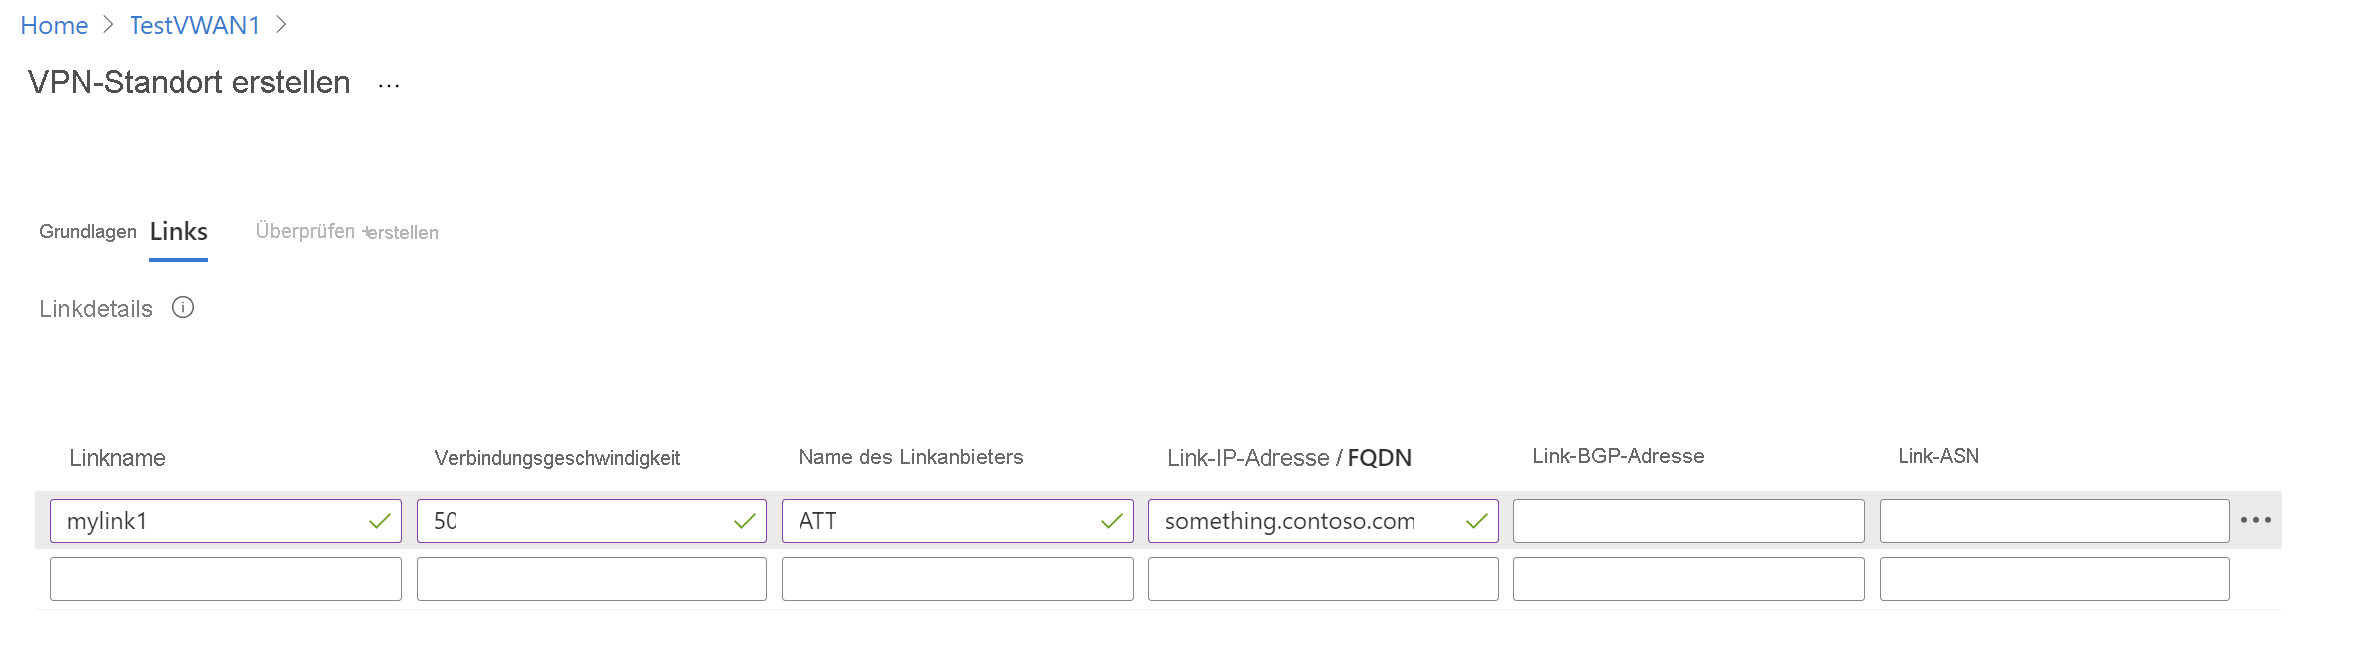 Home > TestVWAN1 >
VPN-Standort erstellen ...
Grundlagen Links Überprüfen + erstellen
Linkdetails
Linkname Verbindungsgeschwindigkeit Name des Linkanbieters Link-IP-Adresse / FQDN Link-BGP-Adresse Link-ASN
mylink1 50 ATT something.contoso.com